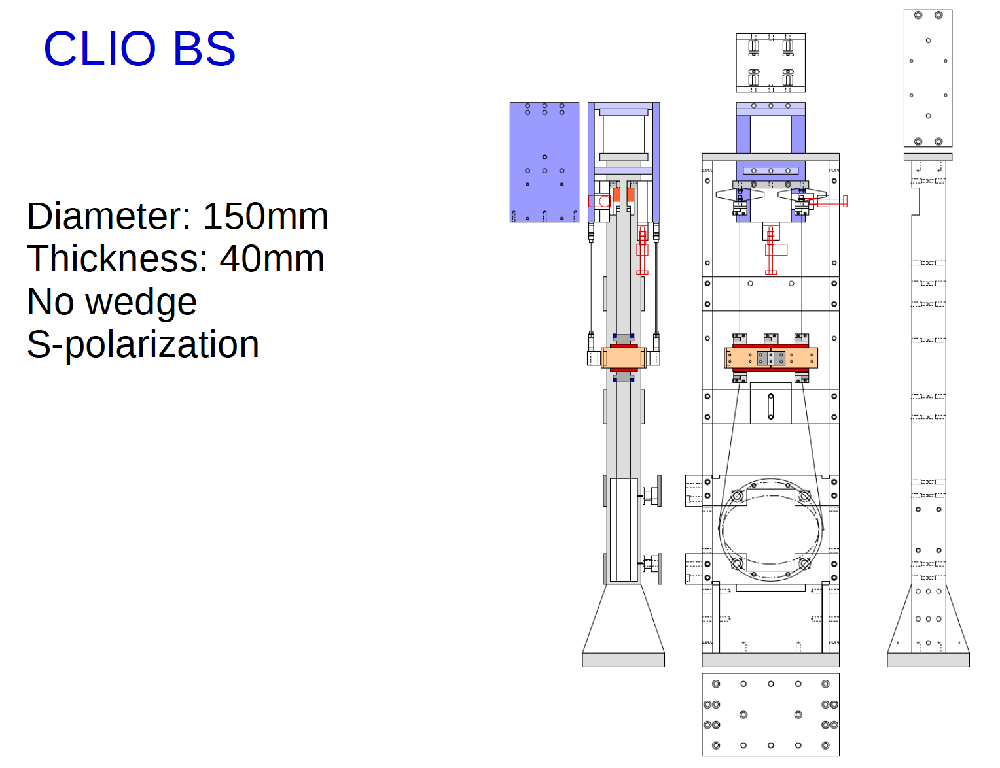 CLIO BS
Diameter: 150mm
Thickness: 40mm
No wedge
S-polarization